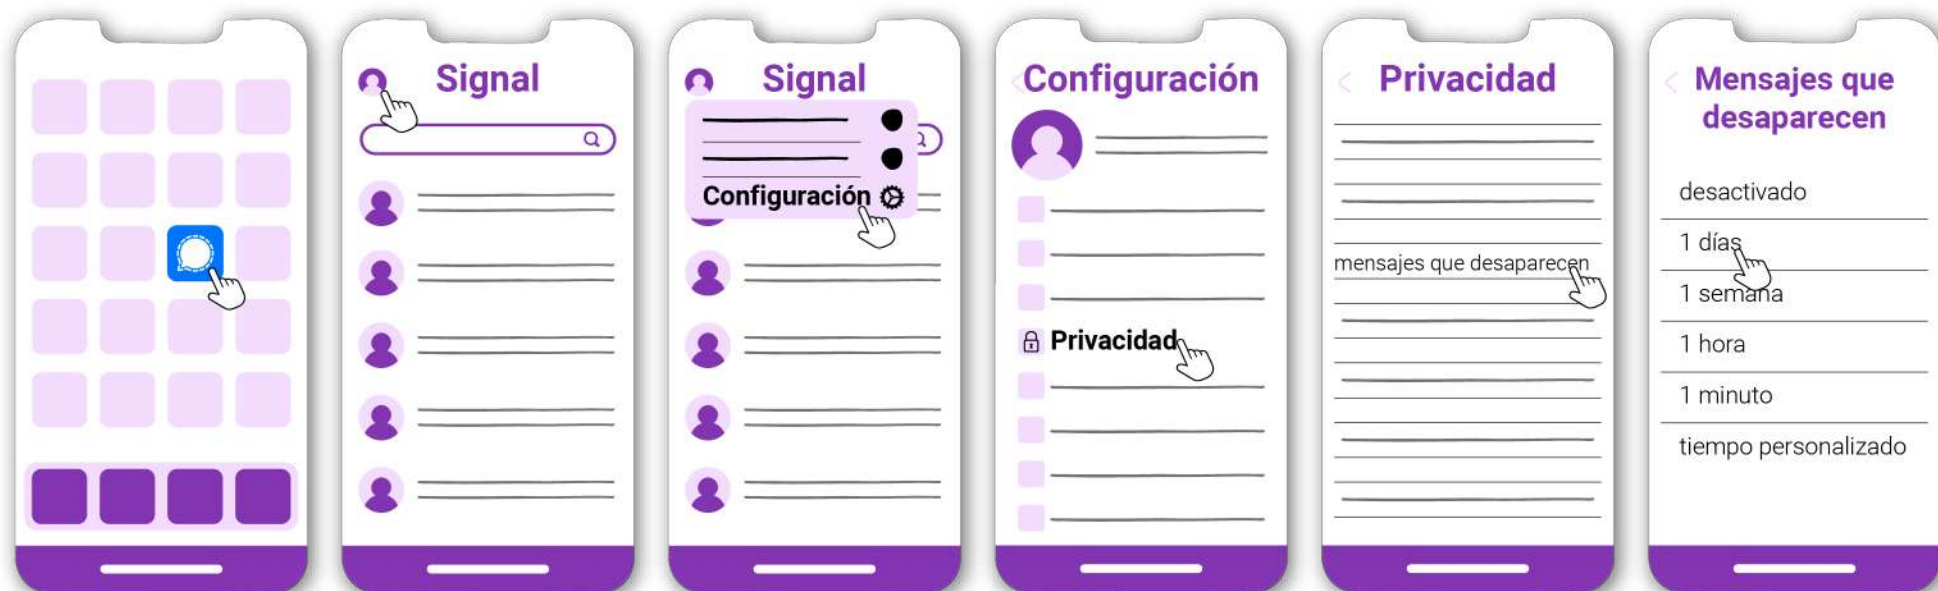 Signal
Signal
Configuración
Configuración
Privacidad
Privacidad
mensajes que desaparecen
Mensajes que
desaparecen
desactivado
1 días
1 semana
1 hora
1 minuto
tiempo personalizado